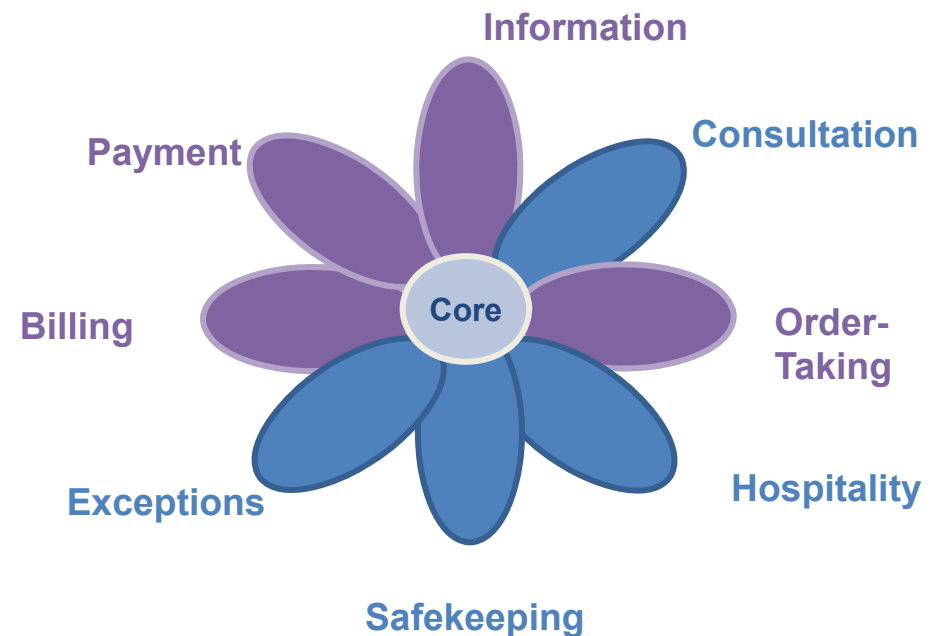 Information
Consultation
Payment
Core
Billing
Order-
Taking
Exceptions
Hospitality
Safekeeping